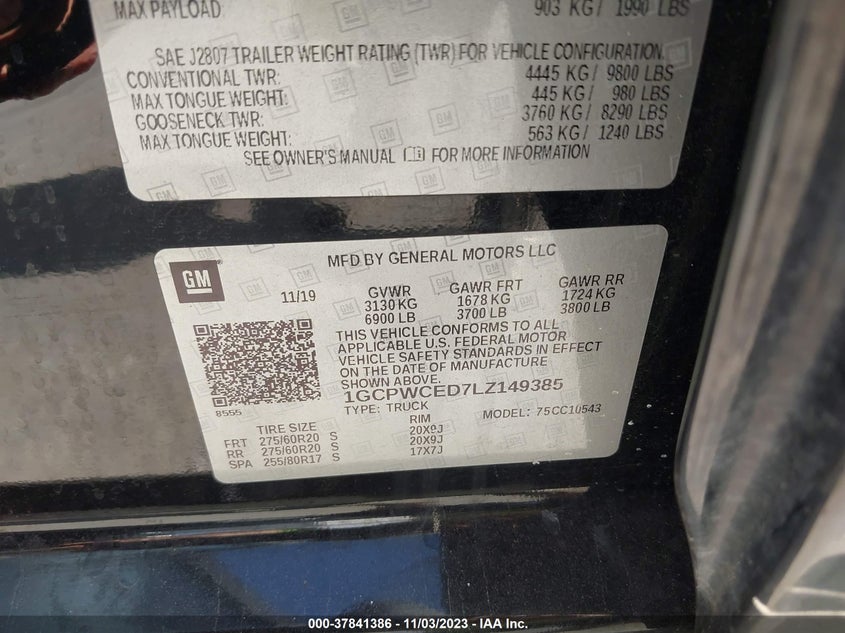 MAX PAYLOAD 903 KG / 1990 LBS
SAE J2807 TRAILER WEIGHT RATING (TWR) FOR VEHICLE CONFIGURATION.
CONVENTIONAL TWR: 4445 KG / 9800 LBS
MAX TONGUE WEIGHT: 445 KG / 980 LBS
GOOSENECK TWR: 3760 KG / 8290 LBS
MAX TONGUE WEIGHT: 563 KG / 1240 LBS
SEE OWNER'S MANUAL FOR MORE INFORMATION
GM
MFD BY GENERAL MOTORS LLC
11/19 GVWR GAWR FRT GAWR RR
3130 KG 1678 KG 1724 KG
6900 LB 3700 LB 3800 LB
THIS VEHICLE CONFORMS TO ALL
APPLICABLE U.S. FEDERAL MOTOR
VEHICLE SAFETY STANDARDS IN EFFECT
ON THE DATE OF MANUFACTURE
SHOWN ABOVE.
1GCPWCED7LZ149385
8555 TYPE: TRUCK MODEL: 75CC10543
TIRE SIZE RIM
FRT 275/60R20 S 20X9J
RR 275/60R20 S 20X9J
SPA 255/80R17 S 17X7J
000-37841386 - 11/03/2023 - IAA Inc.